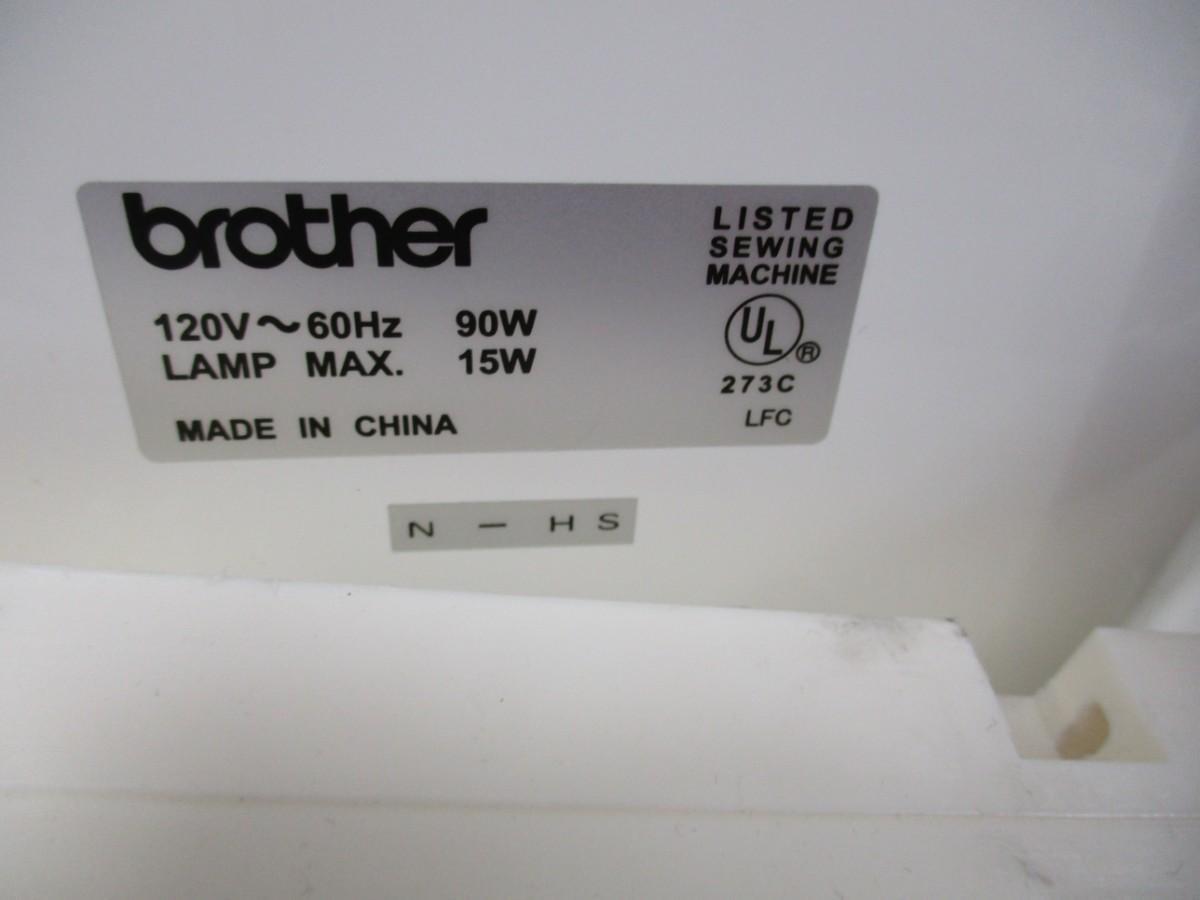 brother
120V~60Hz 90W
LAMP MAX. 15W
MADE IN CHINA
LISTED
SEWING
MACHINE
UL®
273C
LFC
N - HS